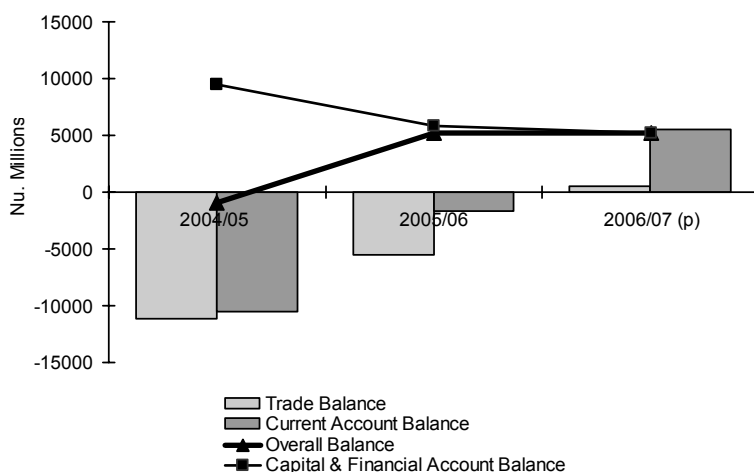 15000
10000
5000
0
-5000
-10000
-15000
Nu. Millions
2004/05
2005/06
2006/07 (p)
Trade Balance
Current Account Balance
Overall Balance
Capital & Financial Account Balance